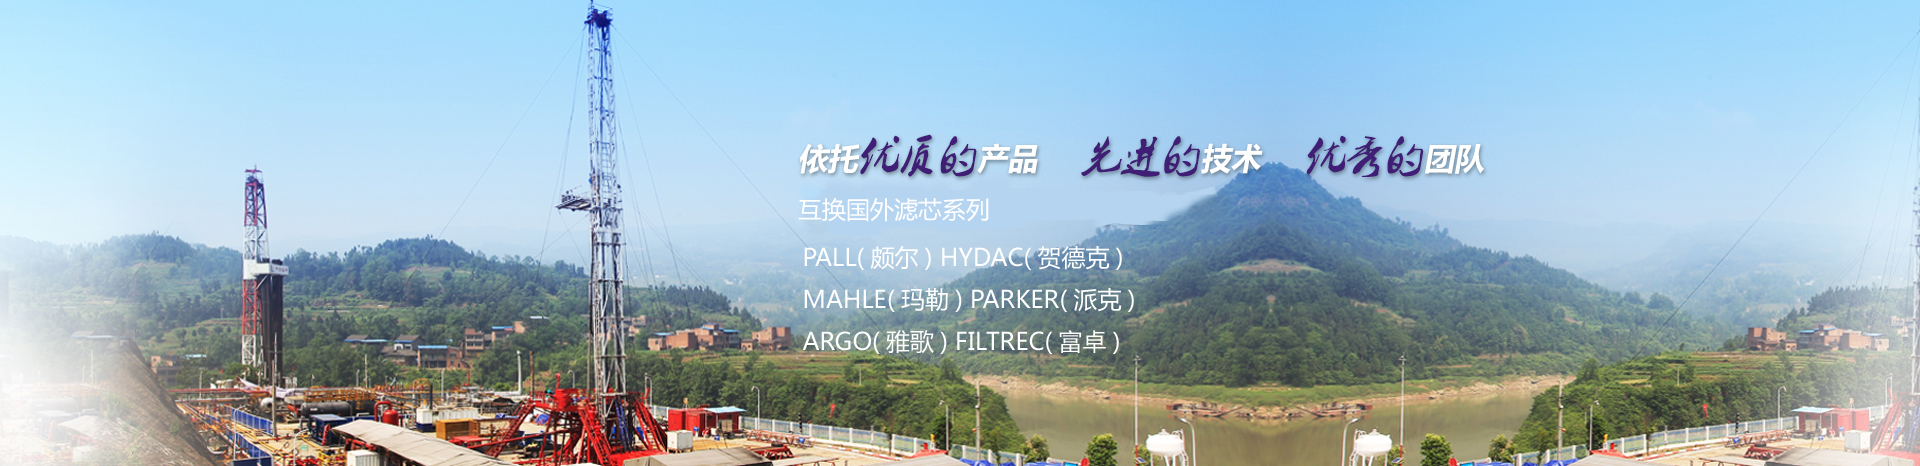 依托优质的产品 先进的技术 优秀的团队
互换国外滤芯系列
PALL(颇尔) HYDAC(贺德克)
MAHLE(玛勒) PARKER(派克)
ARGO(雅歌) FILTREC(富卓)